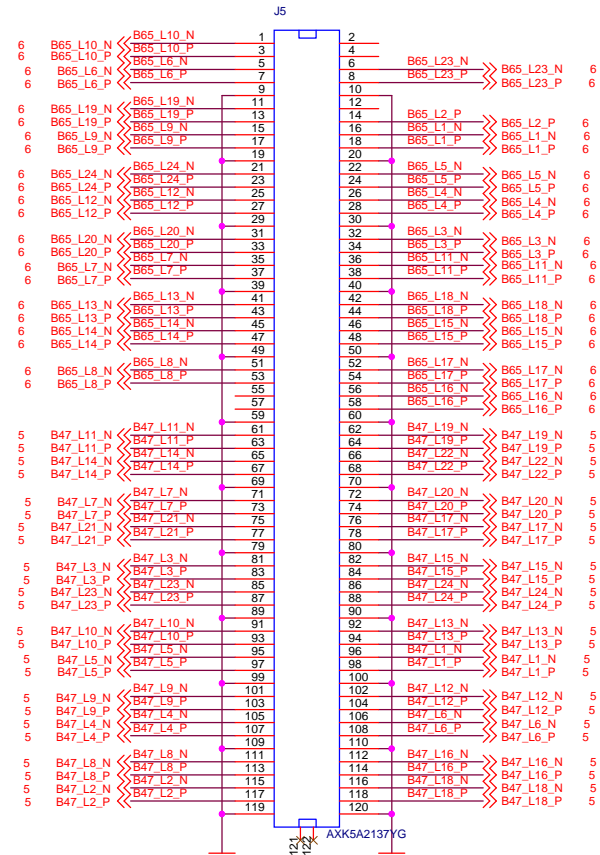 J5
6 B65_L10_N B65_L10_N 1 2
6 B65_L10_P B65_L10_P 3 4
6 B65_L6_N B65_L6_N 5 6 B65_L23_N B65_L23_N 6
6 B65_L6_P B65_L6_P 7 8 B65_L23_P B65_L23_P 6
9 10
6 B65_L19_N B65_L19_N 11 12
6 B65_L19_P B65_L19_P 13 14 B65_L2_P B65_L2_P 6
6 B65_L9_N B65_L9_N 15 16 B65_L1_N B65_L1_N 6
6 B65_L9_P B65_L9_P 17 18 B65_L1_P B65_L1_P 6
19 20
6 B65_L24_N B65_L24_N 21 22 B65_L5_N B65_L5_N 6
6 B65_L24_P B65_L24_P 23 24 B65_L5_P B65_L5_P 6
6 B65_L12_N B65_L12_N 25 26 B65_L4_N B65_L4_N 6
6 B65_L12_P B65_L12_P 27 28 B65_L4_P B65_L4_P 6
29 30
6 B65_L20_N B65_L20_N 31 32 B65_L3_N B65_L3_N 6
6 B65_L20_P B65_L20_P 33 34 B65_L3_P B65_L3_P 6
6 B65_L7_N B65_L7_N 35 36 B65_L11_N B65_L11_N 6
6 B65_L7_P B65_L7_P 37 38 B65_L11_P B65_L11_P 6
39 40
6 B65_L13_N B65_L13_N 41 42 B65_L18_N B65_L18_N 6
6 B65_L13_P B65_L13_P 43 44 B65_L18_P B65_L18_P 6
6 B65_L14_N B65_L14_N 45 46 B65_L15_N B65_L15_N 6
6 B65_L14_P B65_L14_P 47 48 B65_L15_P B65_L15_P 6
49 50
6 B65_L8_N B65_L8_N 51 52 B65_L17_N B65_L17_N 6
6 B65_L8_P B65_L8_P 53 54 B65_L17_P B65_L17_P 6
55 56 B65_L16_N B65_L16_N 6
57 58 B65_L16_P B65_L16_P 6
59 60
5 B47_L11_N B47_L11_N 61 62 B47_L19_N B47_L19_N 5
5 B47_L11_P B47_L11_P 63 64 B47_L19_P B47_L19_P 5
5 B47_L14_N B47_L14_N 65 66 B47_L22_N B47_L22_N 5
5 B47_L14_P B47_L14_P 67 68 B47_L22_P B47_L22_P 5
69 70
5 B47_L7_N B47_L7_N 71 72 B47_L20_N B47_L20_N 5
5 B47_L7_P B47_L7_P 73 74 B47_L20_P B47_L20_P 5
5 B47_L21_N B47_L21_N 75 76 B47_L17_N B47_L17_N 5
5 B47_L21_P B47_L21_P 77 78 B47_L17_P B47_L17_P 5
79 80
5 B47_L3_N B47_L3_N 81 82 B47_L15_N B47_L15_N 5
5 B47_L3_P B47_L3_P 83 84 B47_L15_P B47_L15_P 5
5 B47_L23_N B47_L23_N 85 86 B47_L24_N B47_L24_N 5
5 B47_L23_P B47_L23_P 87 88 B47_L24_P B47_L24_P 5
89 90
5 B47_L10_N B47_L10_N 91 92 B47_L13_N B47_L13_N 5
5 B47_L10_P B47_L10_P 93 94 B47_L13_P B47_L13_P 5
5 B47_L5_N B47_L5_N 95 96 B47_L1_N B47_L1_N 5
5 B47_L5_P B47_L5_P 97 98 B47_L1_P B47_L1_P 5
99 100
5 B47_L9_N B47_L9_N 101 102 B47_L12_N B47_L12_N 5
5 B47_L9_P B47_L9_P 103 104 B47_L12_P B47_L12_P 5
5 B47_L4_N B47_L4_N 105 106 B47_L6_N B47_L6_N 5
5 B47_L4_P B47_L4_P 107 108 B47_L6_P B47_L6_P 5
109 110
5 B47_L8_N B47_L8_N 111 112 B47_L16_N B47_L16_N 5
5 B47_L8_P B47_L8_P 113 114 B47_L16_P B47_L16_P 5
5 B47_L2_N B47_L2_N 115 116 B47_L18_N B47_L18_N 5
5 B47_L2_P B47_L2_P 117 118 B47_L18_P B47_L18_P 5
119 120
AXK5A2137YG
121 122